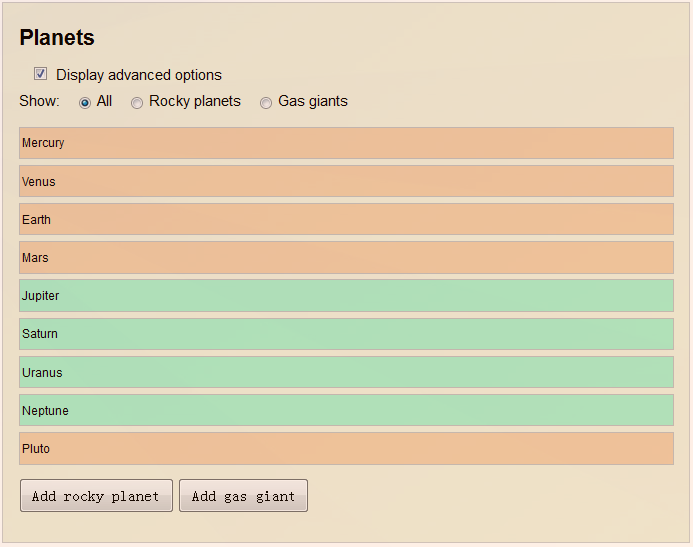 Planets
Display advanced options
Show: All Rocky planets Gas giants
Mercury
Venus
Earth
Mars
Jupiter
Saturn
Uranus
Neptune
Pluto
Add rocky planet Add gas giant